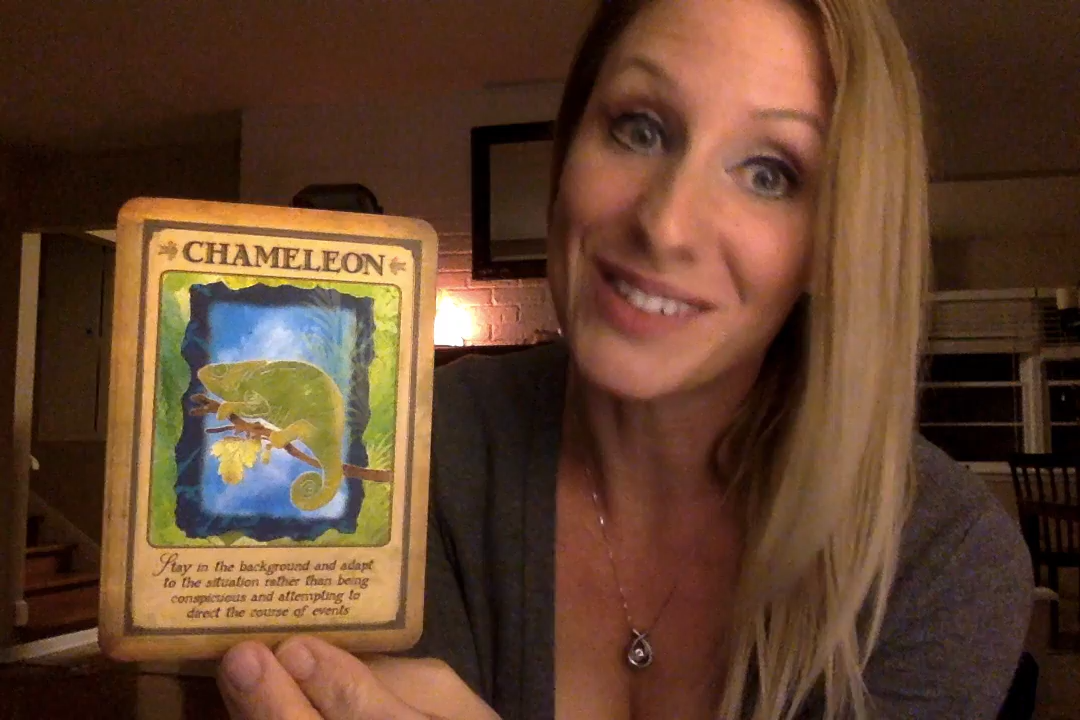 CHAMELEON
Stay in the background and adapt
to the situation rather than being
conspicuous and attempting to
direct the course of events